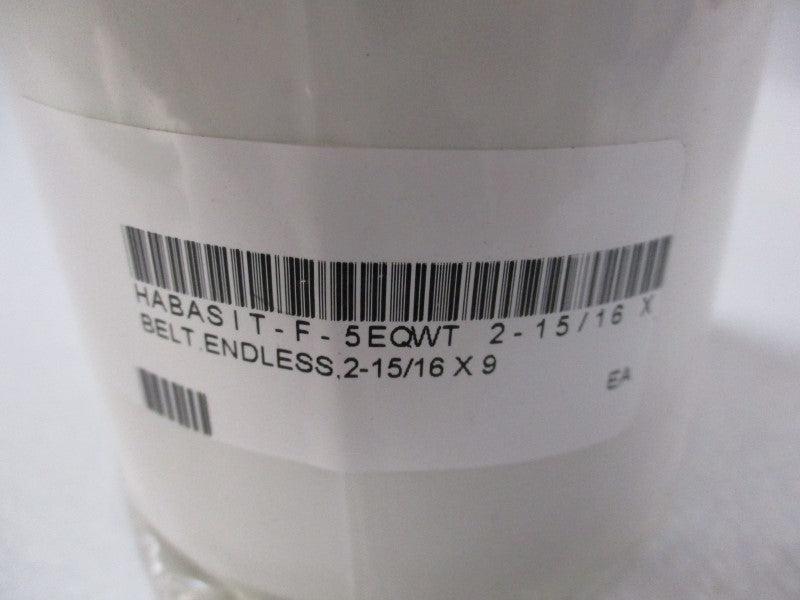 HABASIT-F-5EQWT 2-15/16 X
BELT,ENDLESS,2-15/16 X 9
EA